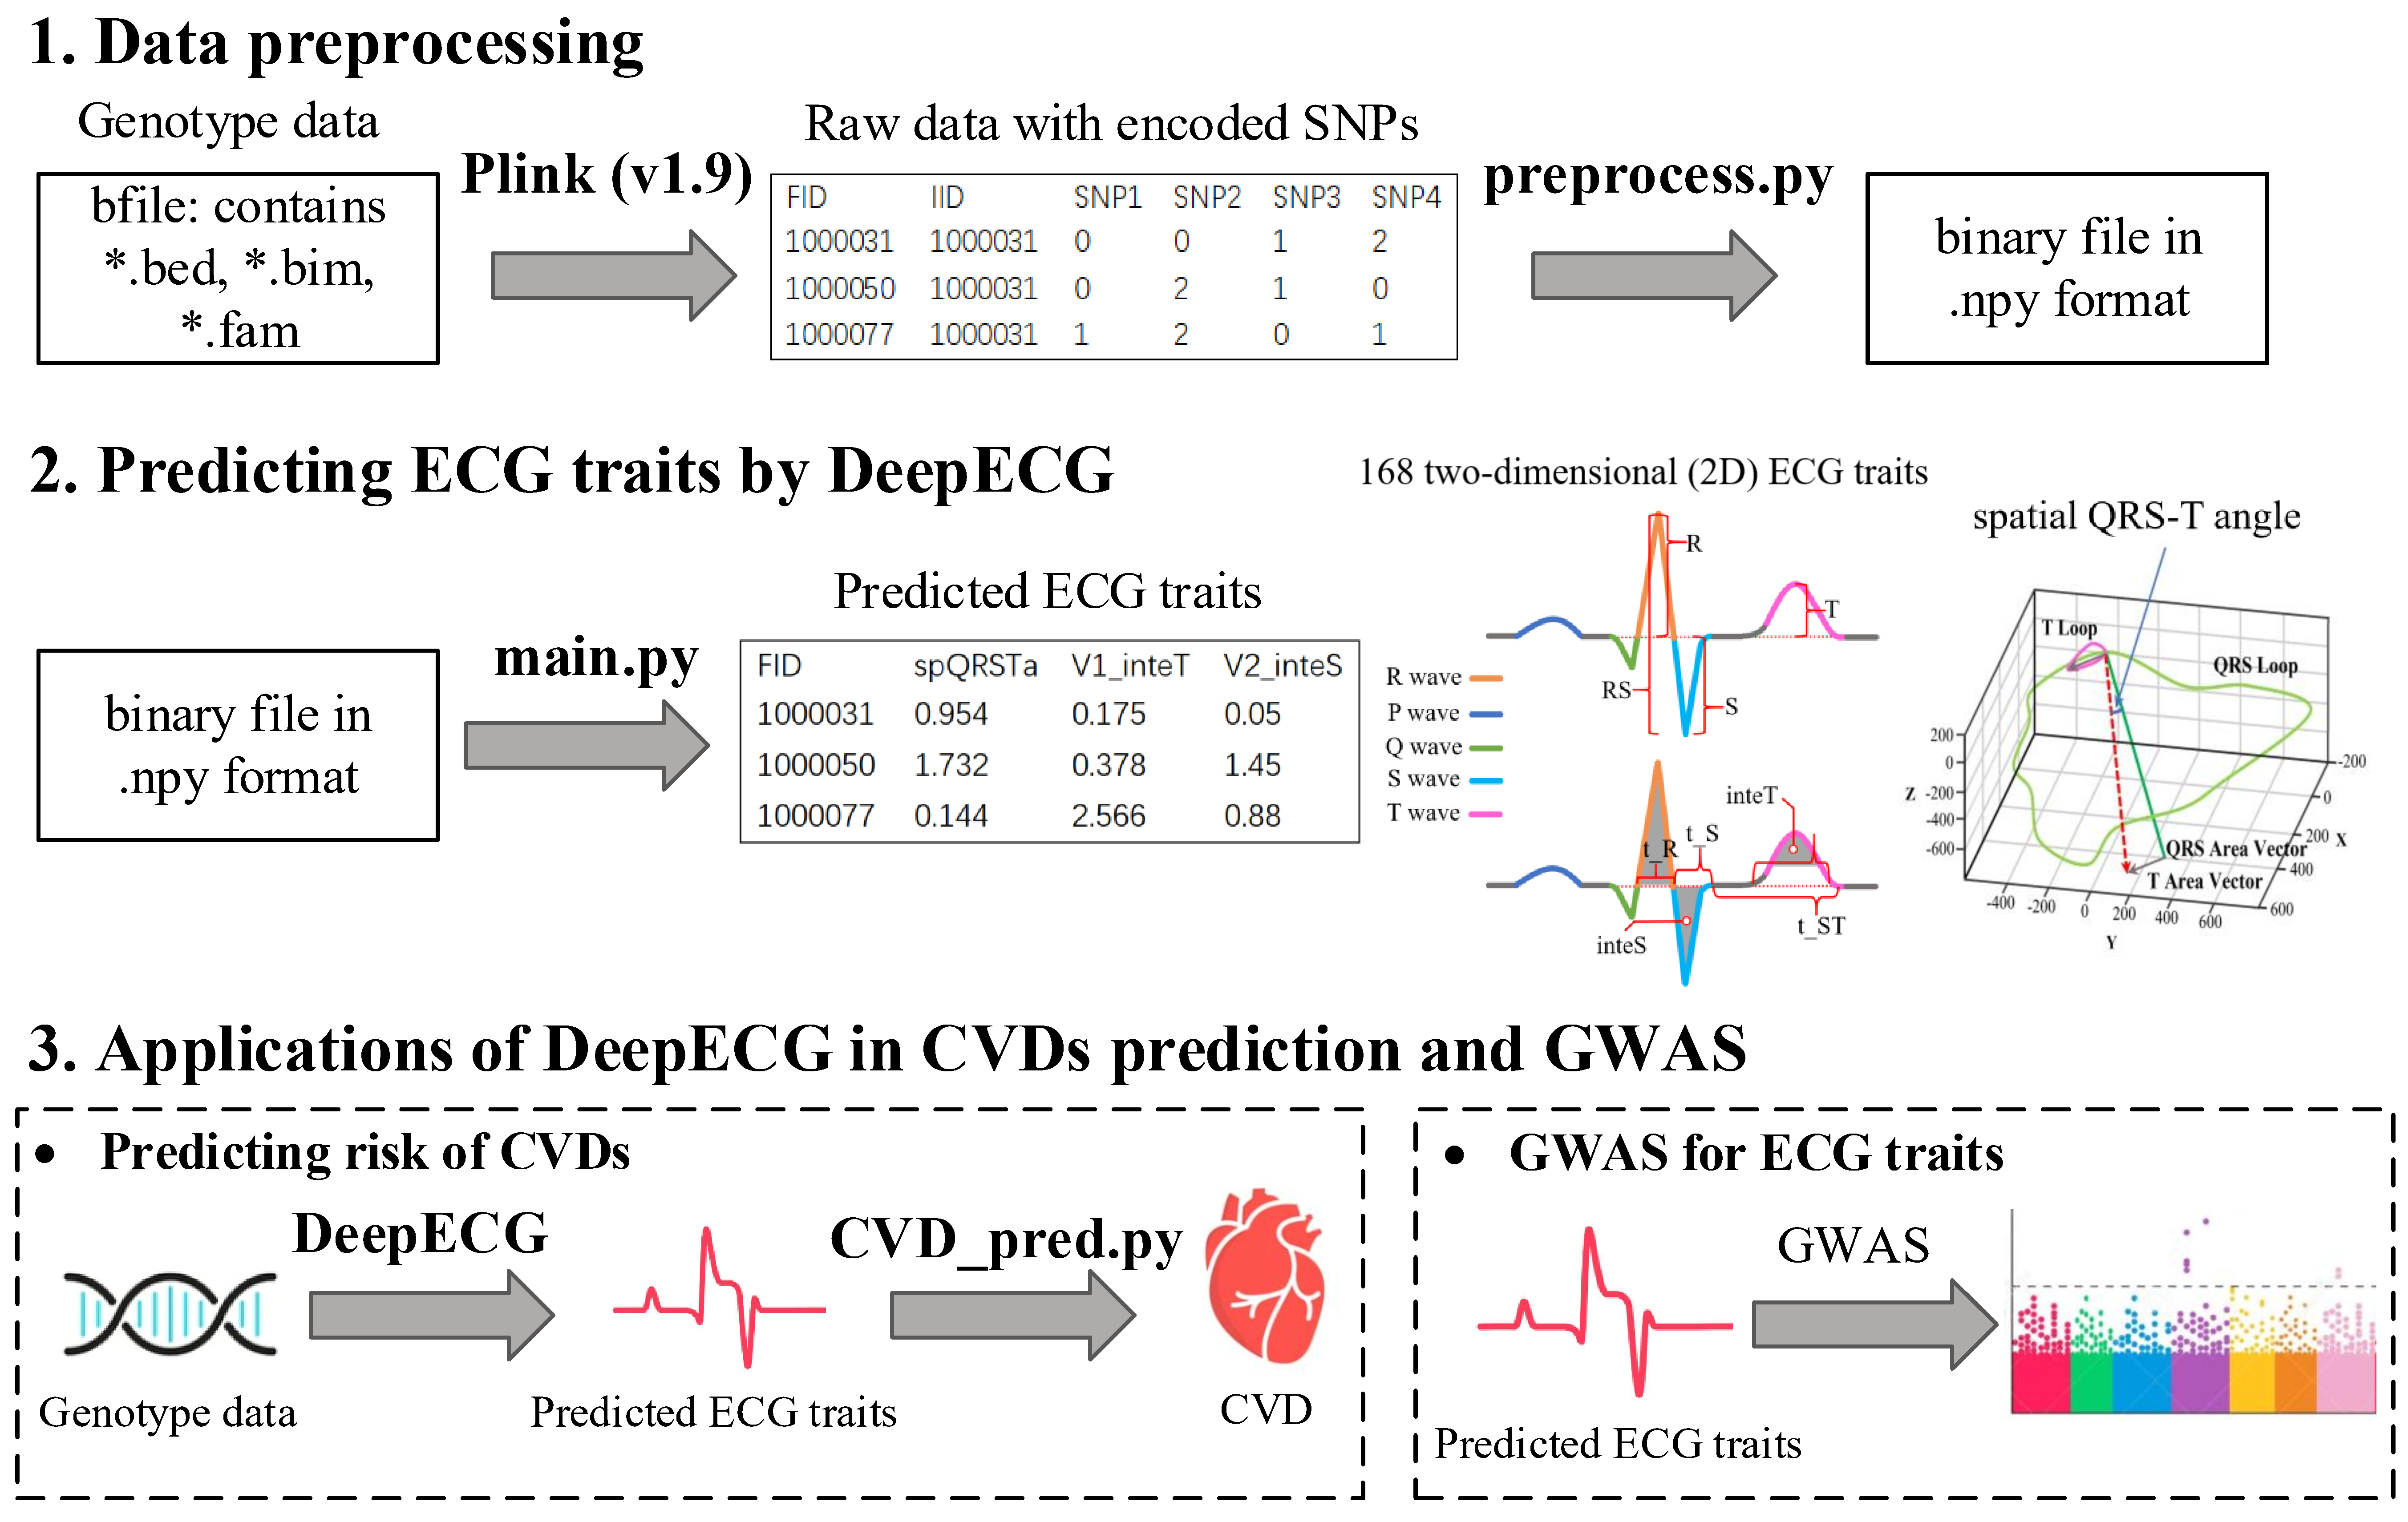 1. Data preprocessing
Genotype data
bfile: contains
*.bed, *.bim,
*.fam
Plink (v1.9)
Raw data with encoded SNPs
FID IID SNP1 SNP2 SNP3 SNP4
1000031 1000031 0 0 1 2
1000050 1000031 0 2 1 0
1000077 1000031 1 2 0 1
preprocess.py
binary file in
.npy format
2. Predicting ECG traits by DeepECG
binary file in
.npy format
main.py
Predicted ECG traits
FID spQRSTa V1_inteT V2_inteS
1000031 0.954 0.175 0.05
1000050 1.732 0.378 1.45
1000077 0.144 2.566 0.88
168 two-dimensional (2D) ECG traits
R
T
RS
S
R wave
P wave
Q wave
S wave
T wave
inteT
t_S
t_R
inteS
t_ST
spatial QRS-T angle
T Loop
QRS Loop
200
0
Z -200
-400
-600
-200
0
200 X
400
600
QRS Area Vector
T Area Vector
-400 -200 0 200 400 600
Y
3. Applications of DeepECG in CVDs prediction and GWAS
• Predicting risk of CVDs
DeepECG
CVD_pred.py
Genotype data
Predicted ECG traits
CVD
• GWAS for ECG traits
GWAS
Predicted ECG traits